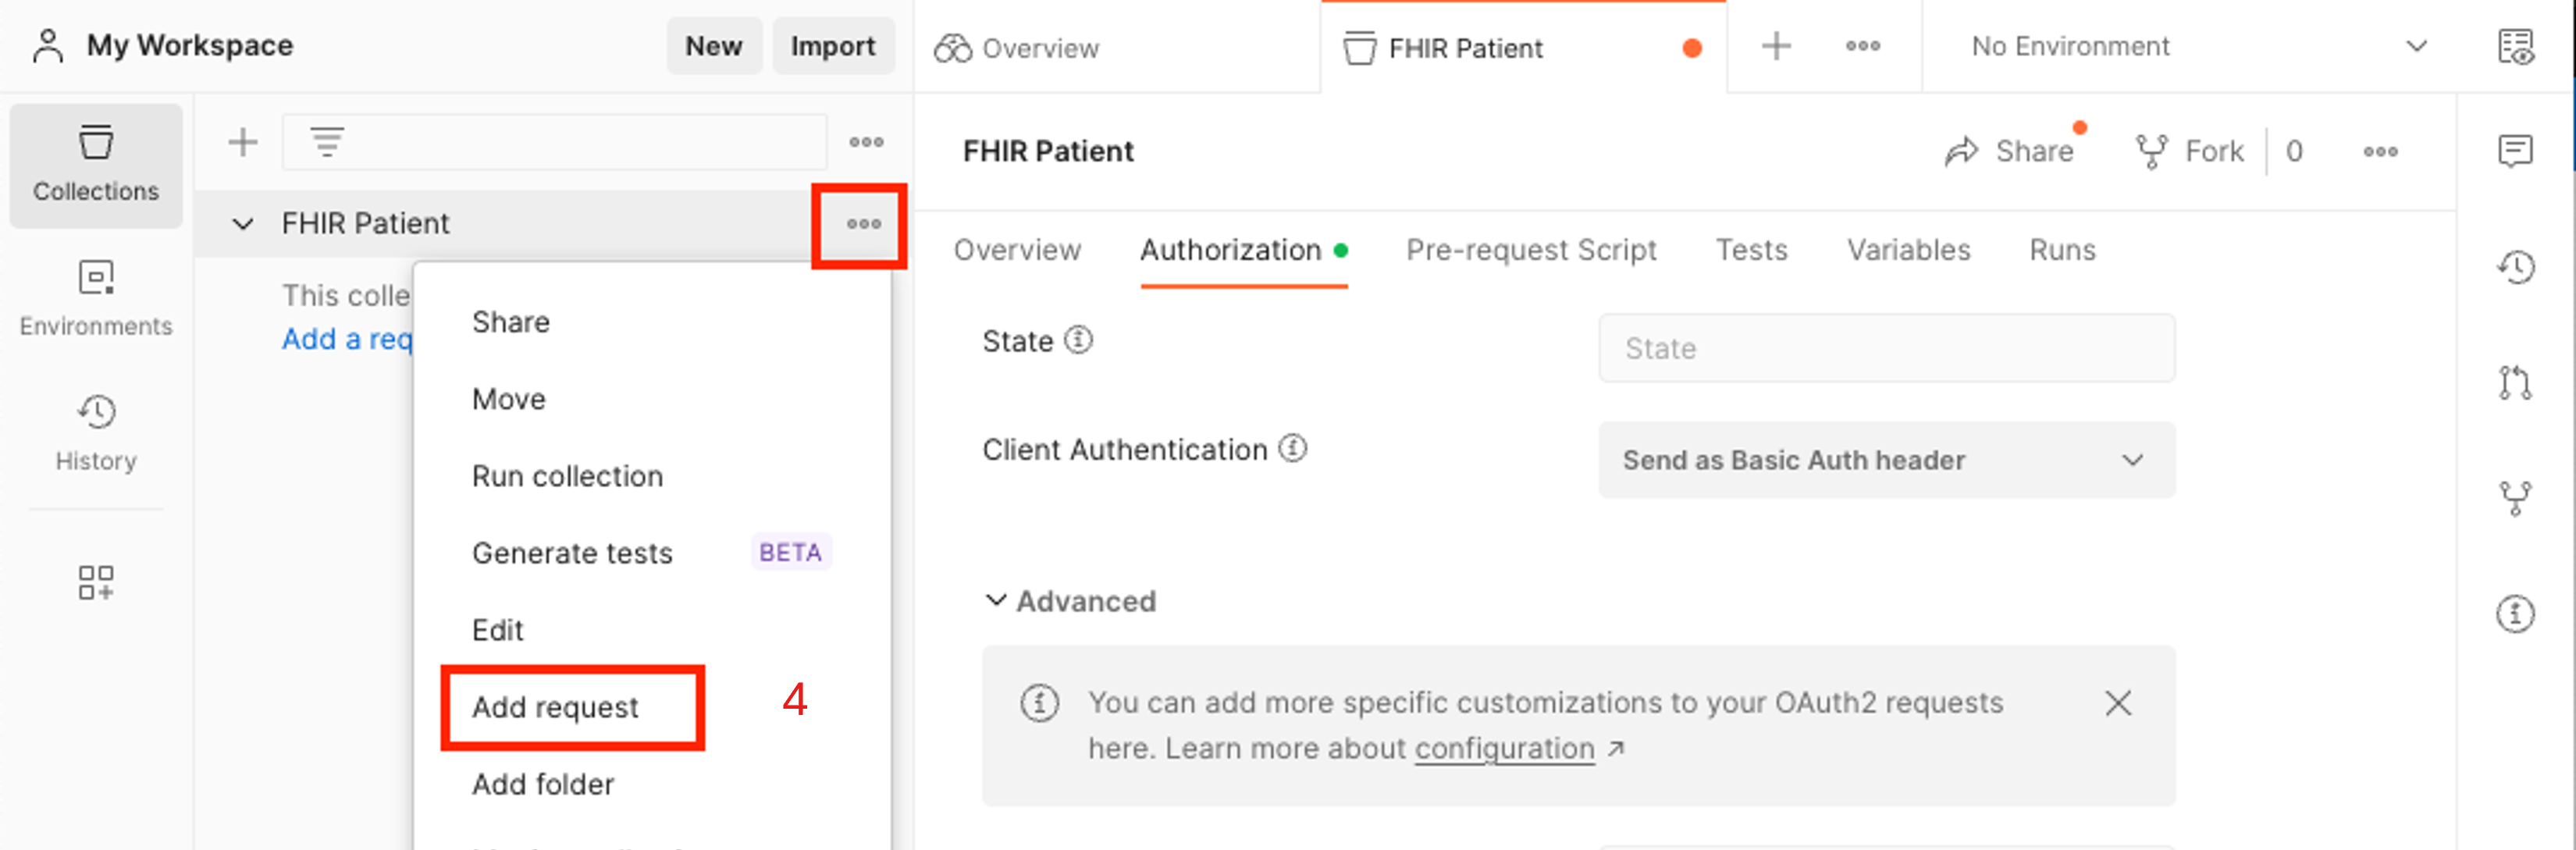 My Workspace
New
Import
Overview
FHIR Patient
No Environment
Collections
Environments
History
FHIR Patient
This colle
Add a req
Share
Move
Run collection
Generate tests BETA
Edit
Add request 4
Add folder
FHIR Patient
Share
Fork 0
Overview Authorization Pre-request Script Tests Variables Runs
State
State
Client Authentication
Send as Basic Auth header
Advanced
You can add more specific customizations to your OAuth2 requests
here. Learn more about configuration ↗